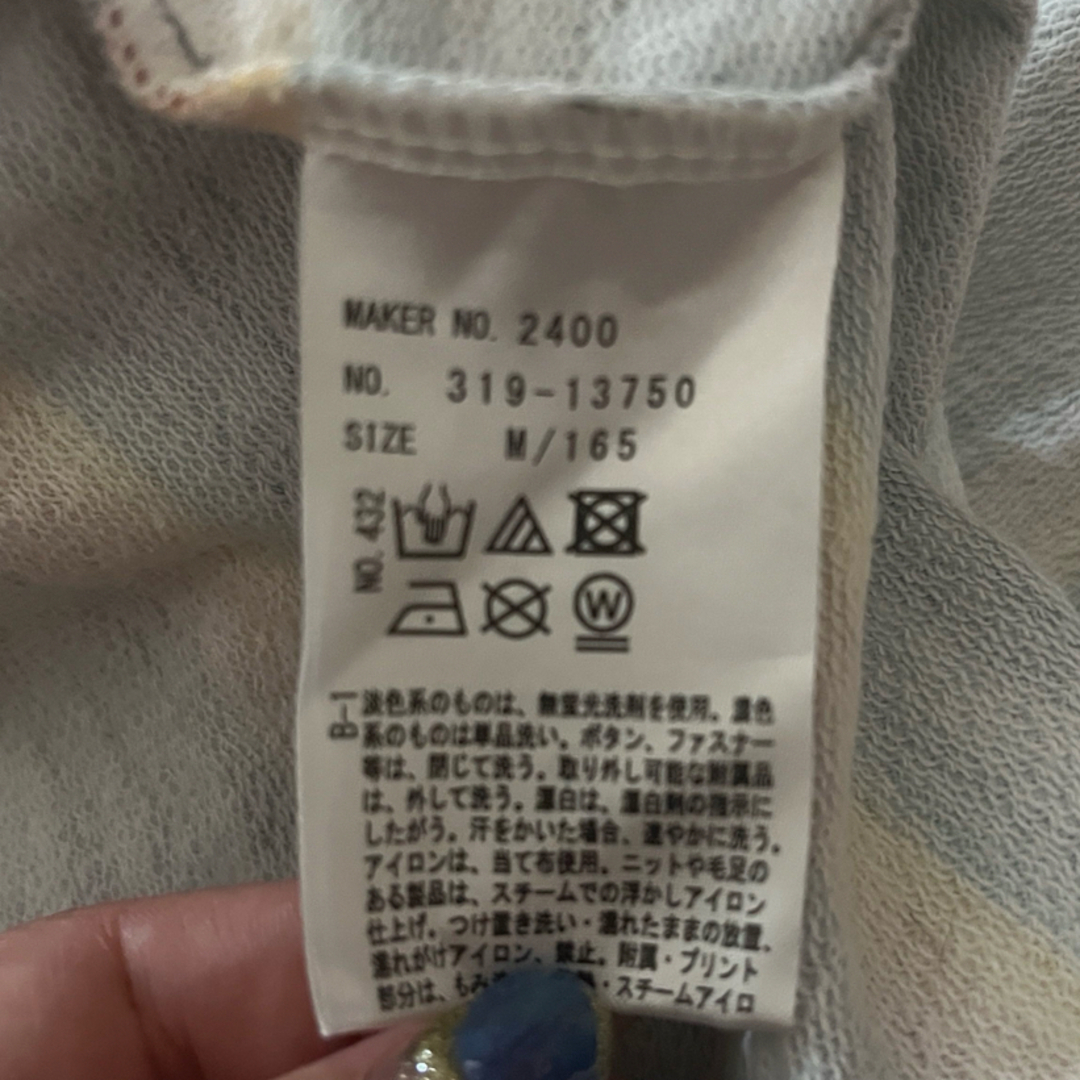 MAKER NO. 2400
NO. 319-13750
SIZE M/165
NO. 432
W
B-1
淡色系のものは、無蛍光洗剤を使用。濃色
系のものは単品洗い。ボタン、ファスナー
等は、閉じて洗う。取り外し可能な附属品
は、外して洗う。漂白は、漂白剤の指示に
したがう。汗をかいた場合、速やかに洗う。
アイロンは、当て布使用。ニットや毛足の
ある製品は、スチームでの浮かしアイロン
仕上げ。つけ置き洗い・濡れたままの放置、
濡れがけアイロン、禁止。附属・プリント
部分は、もみ ・スチームアイロ